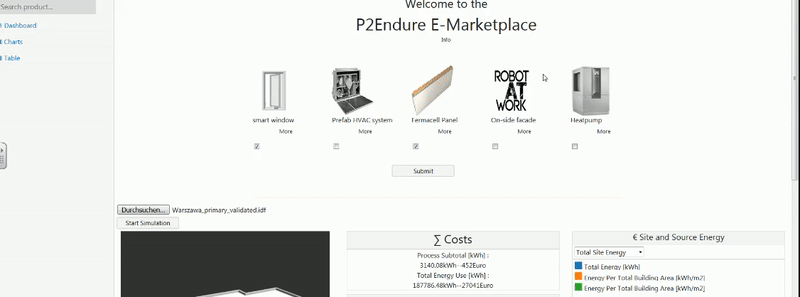 Search product...
Welcome to the
P2Endure E-Marketplace
Info
Dashboard
Charts
Table
ROBOT
AT
WORK
smart window
Prefab HVAC system
Fermacell Panel
On-side facade
Heatpump
More
More
More
More
More
Submit
Durchsuchen... Warszawa_primary_validated.idf
Start Simulation
∑ Costs
Process Subtotal [kWh] :
3140.08kWh--452Euro
Total Energy Use [kWh] :
187786.48kWh--27041Euro
€ Site and Source Energy
Total Site Energy
Total Energy [kWh]
Energy Per Total Building Area [kWh/m2]
Energy Per Total Building Area [kWh/m2]